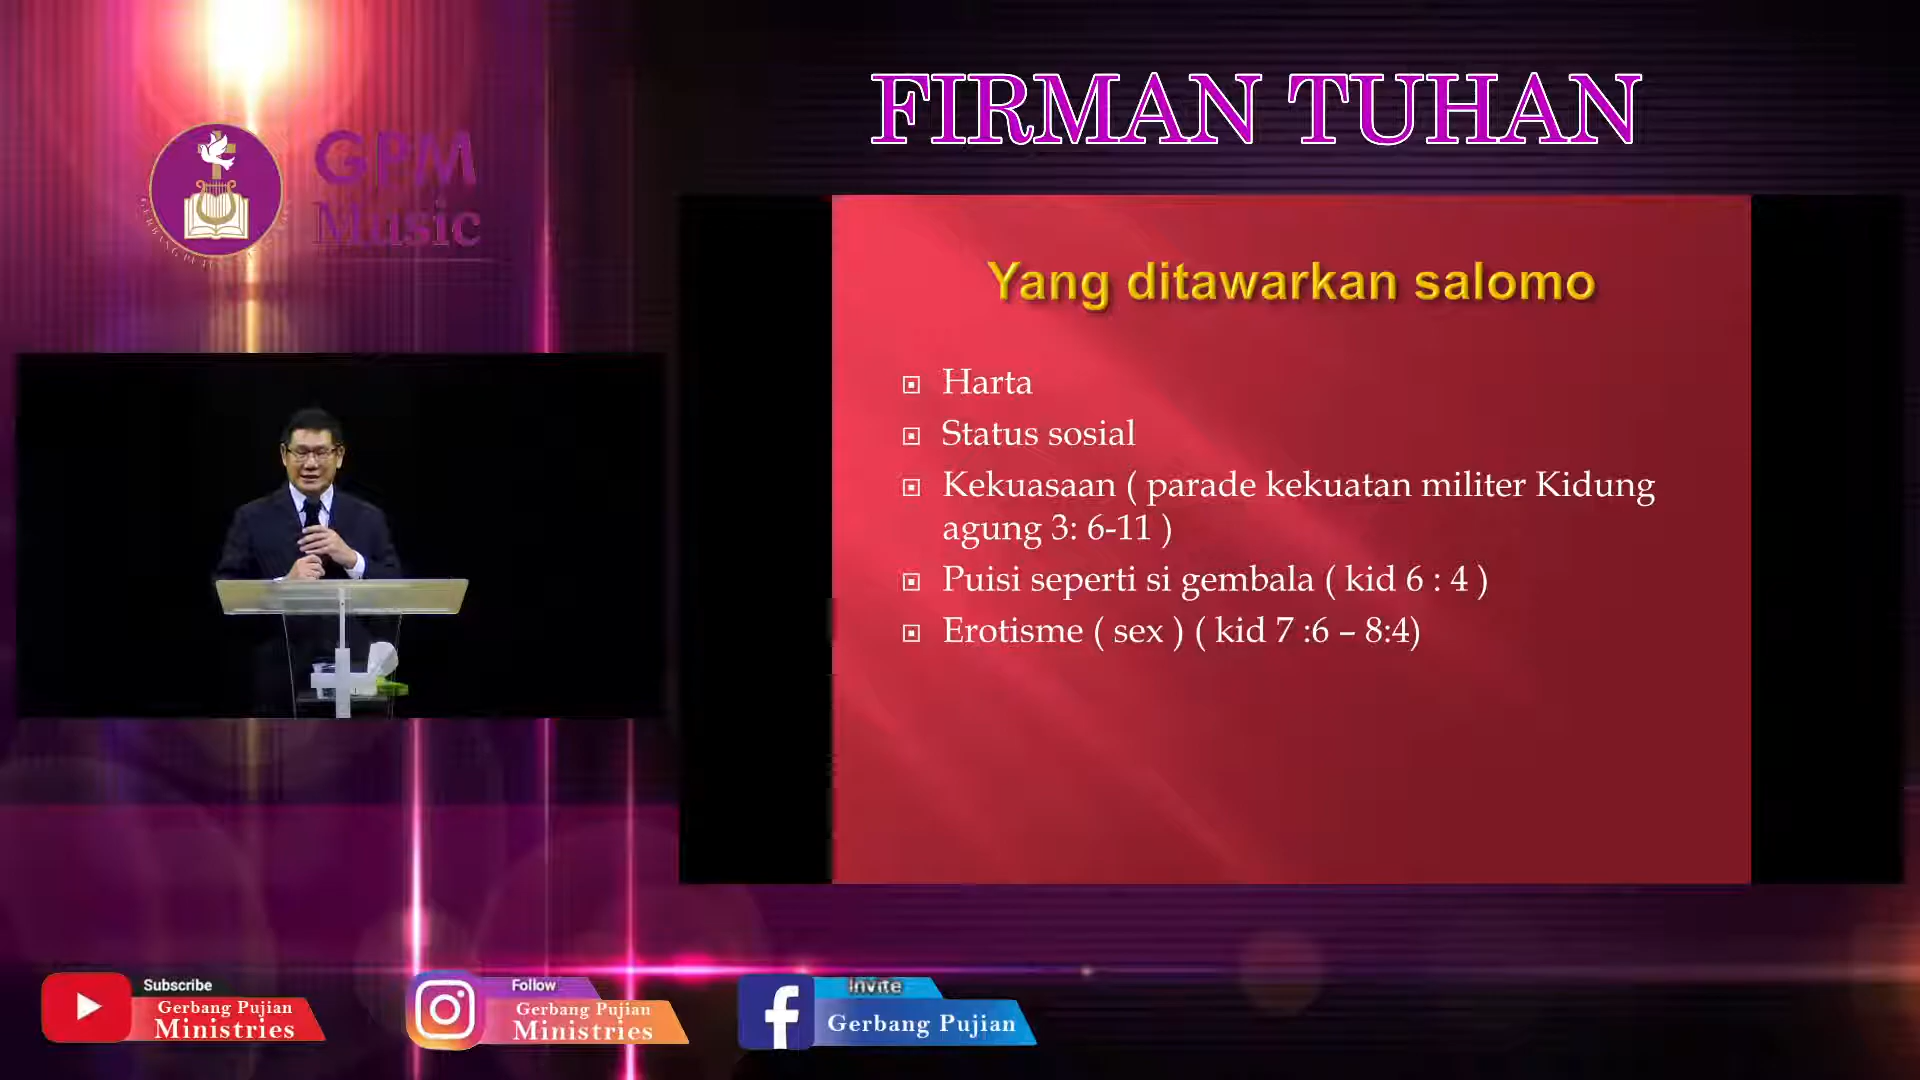 FIRMAN TUHAN
GPM
Music
Yang ditawarkan salomo
Harta
Status sosial
Kekuasaan ( parade kekuatan militer Kidung
agung 3: 6-11 )
Puisi seperti si gembala ( kid 6 : 4 )
Erotisme ( sex ) ( kid 7 :6 – 8:4)
Subscribe
Gerbang Pujian
Ministries
Follow
Gerbang Pujian
Ministries
Invite
Gerbang Pujian